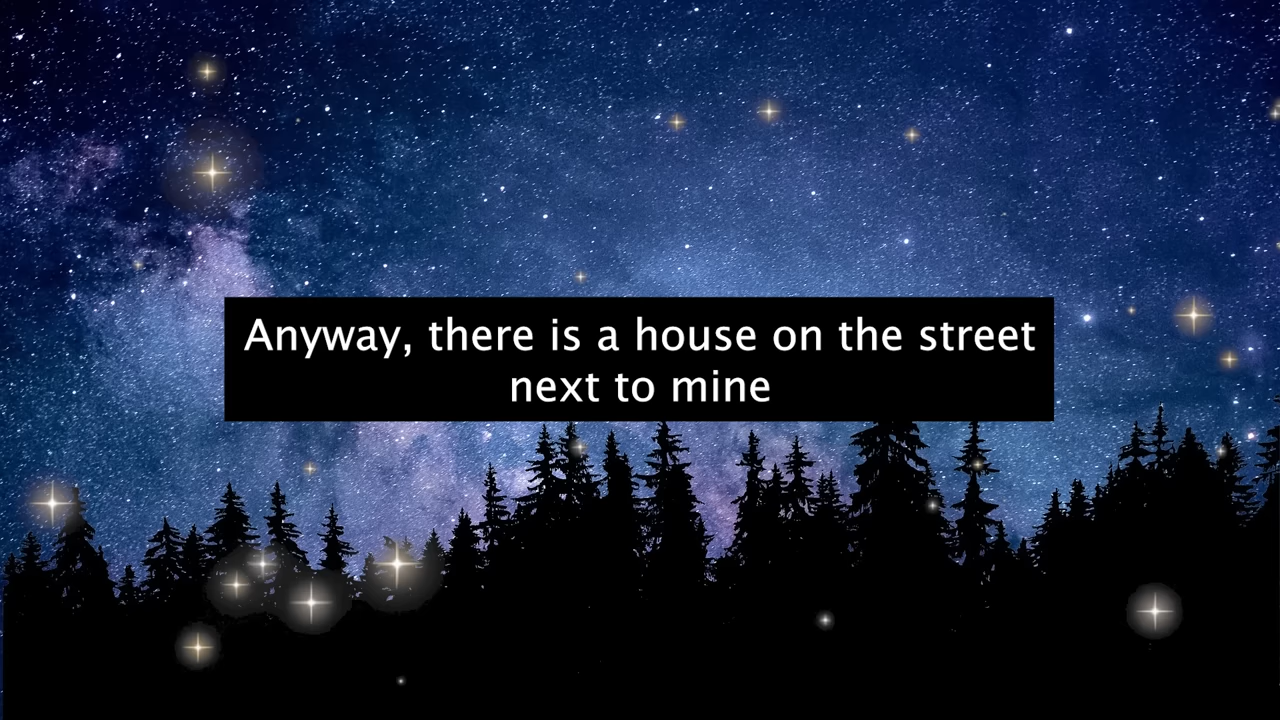 Anyway, there is a house on the street
next to mine